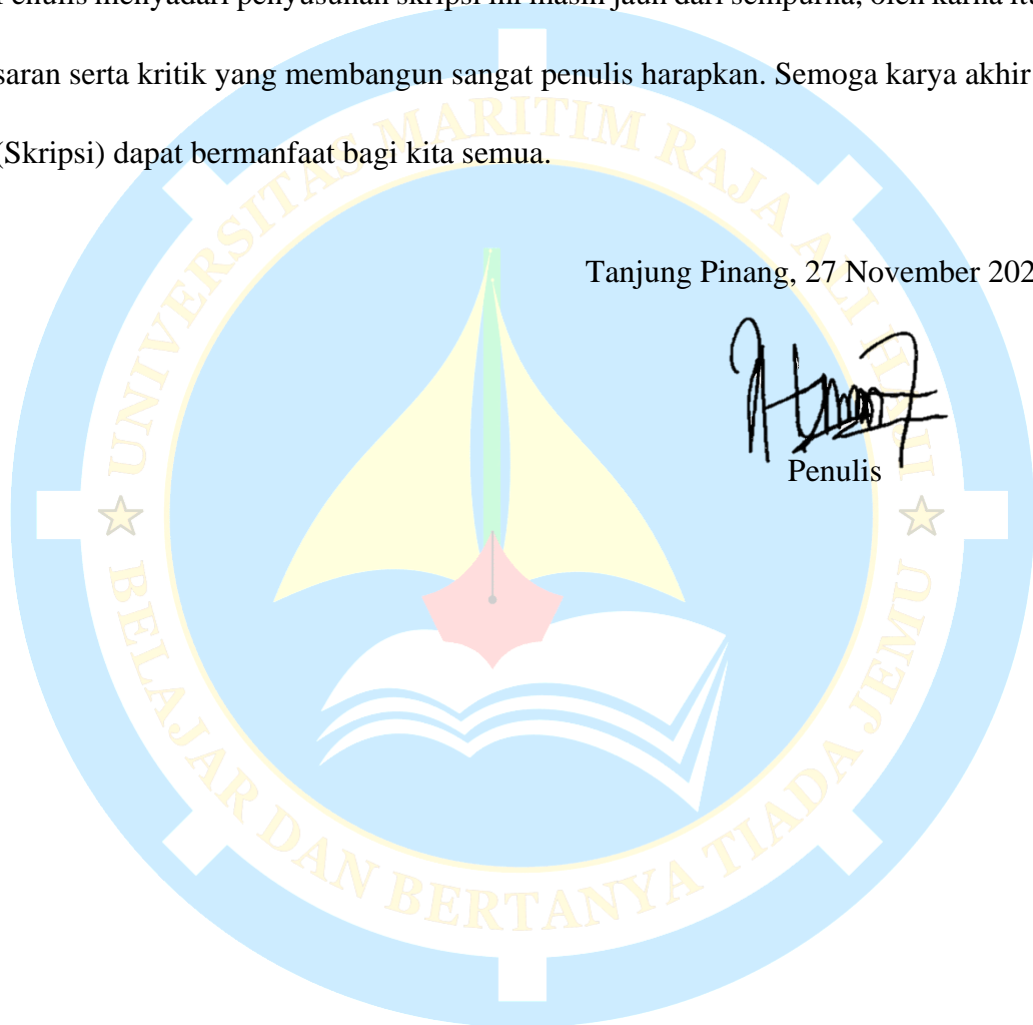 Penulis menyadari penyusunan skripsi ini masih jauh dari sempurna, oleh karna itu
saran serta kritik yang membangun sangat penulis harapkan. Semoga karya akhir
(Skripsi) dapat bermanfaat bagi kita semua.
Tanjung Pinang, 27 November 202
Penulis
UNIVERSITAS MARITIM RAJA ALI HAJI
BELAJAR DAN BERTANYA TIADA JEMU